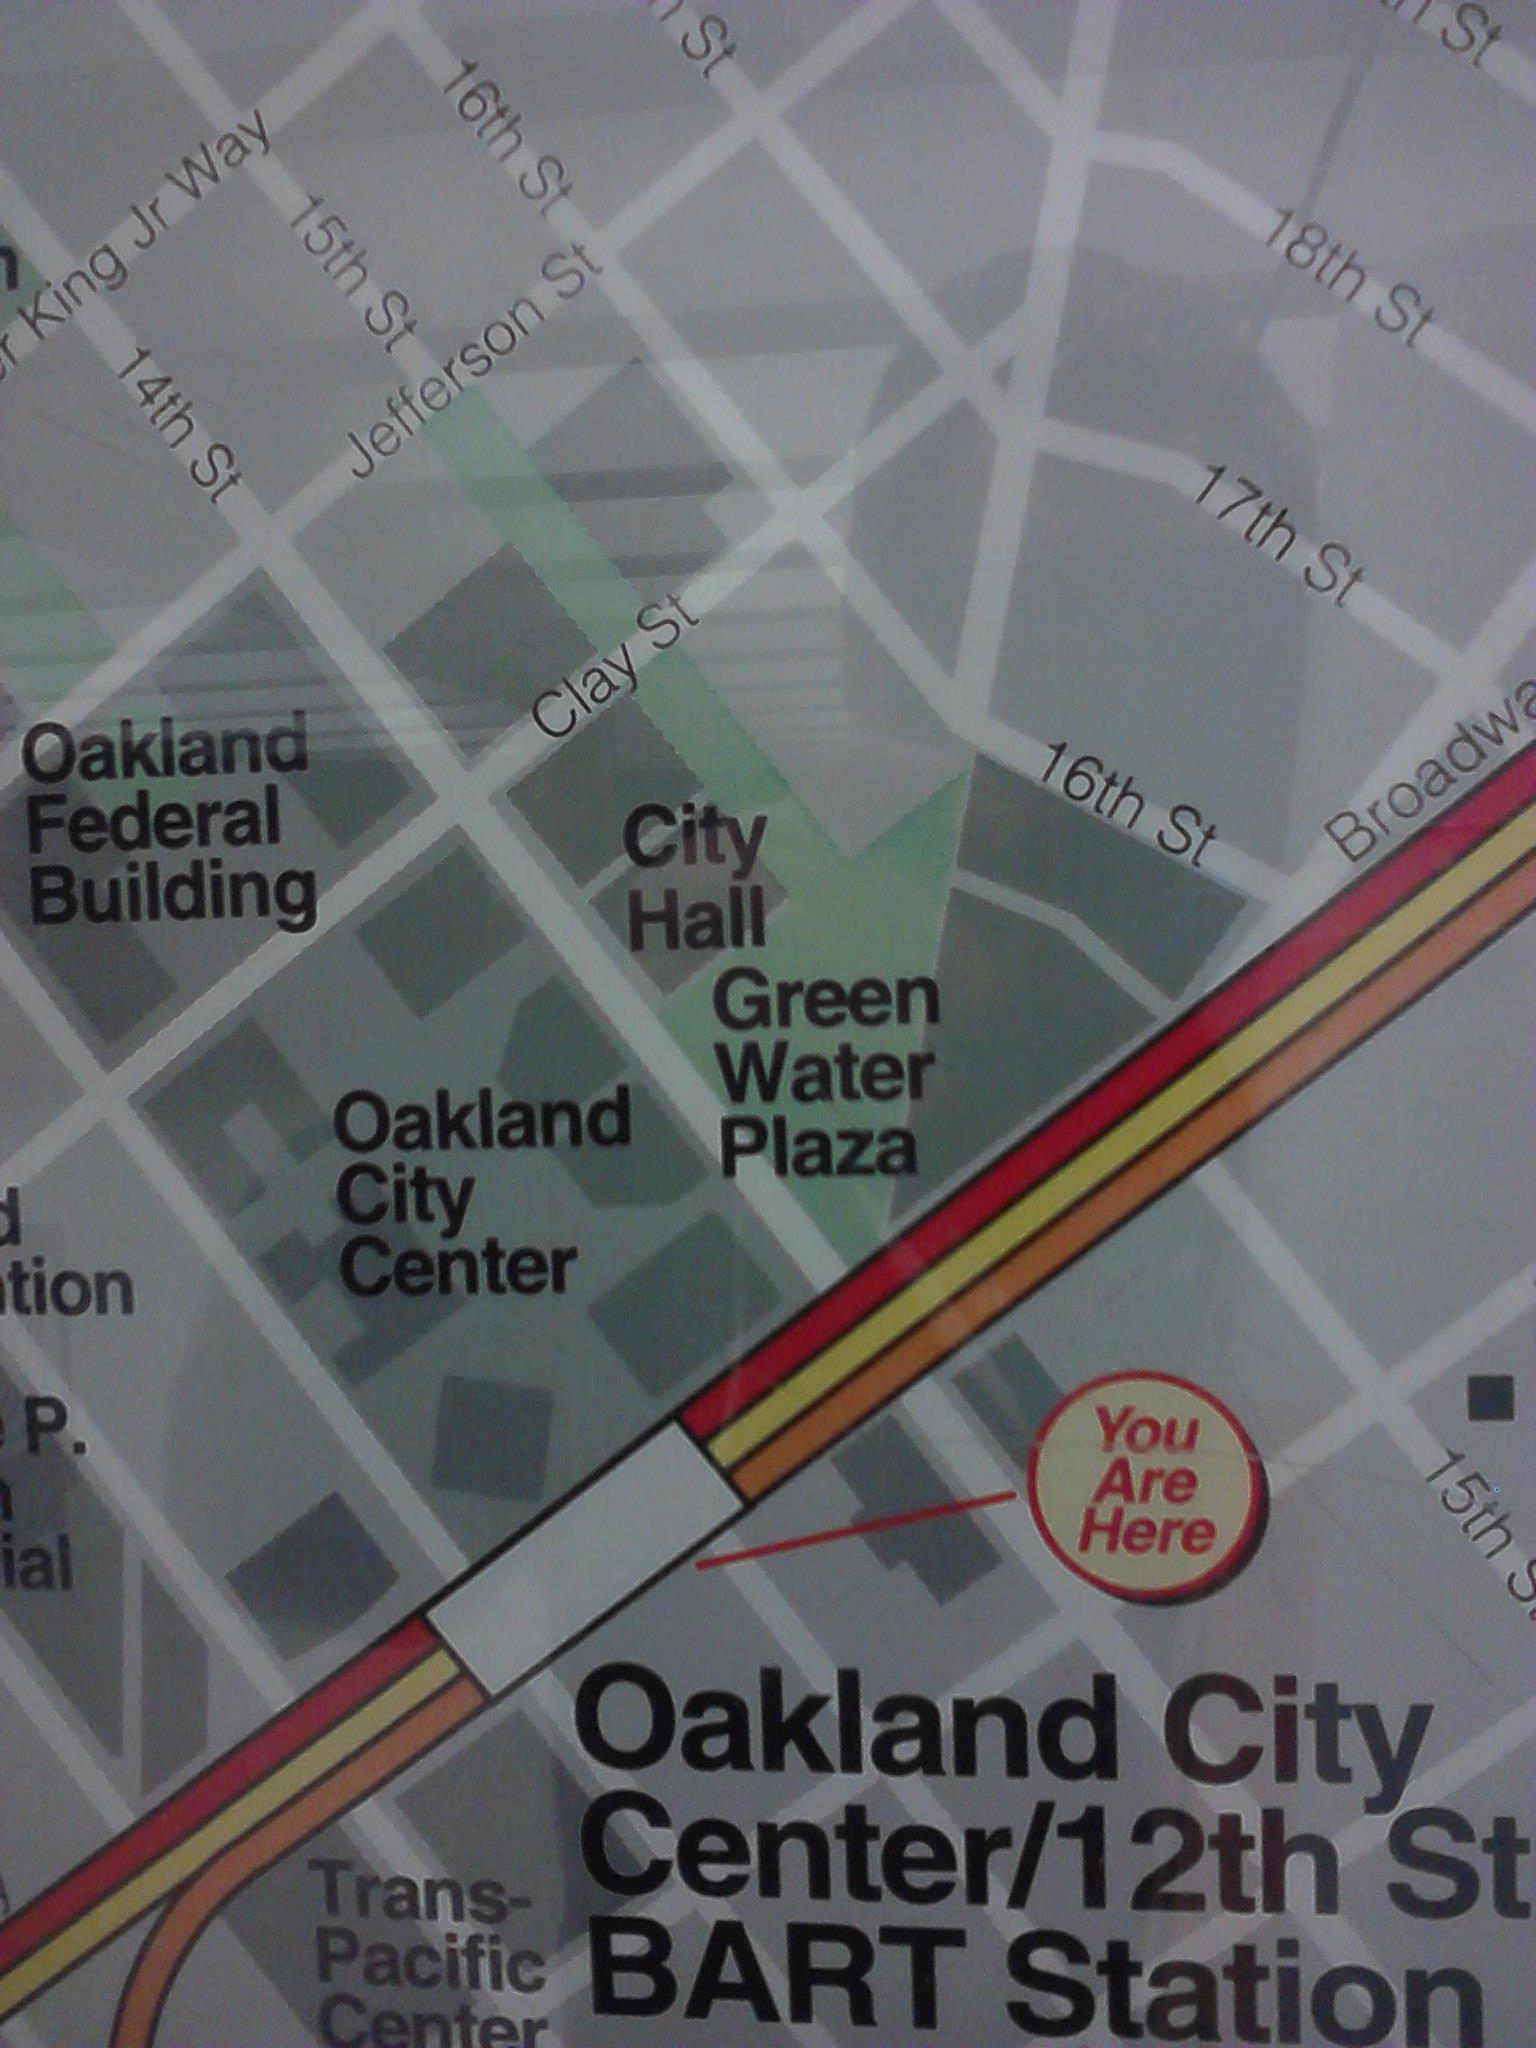 St
St
16th St
King Jr Way
15th St
18th St
Jefferson St
14th St
17th St
Clay St
Oakland
Federal
Building
16th St
City
Hall
Green
Water
Plaza
Oakland
City
Center
P.
You
Are
Here
15th
Oakland City
Center/12th St
BART Station
Trans-
Pacific
Center